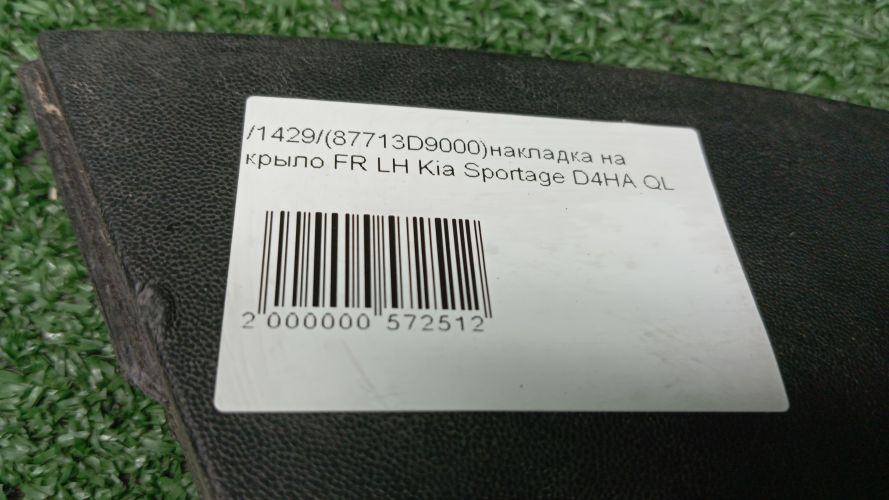 /1429/(87713D9000)накладка на
крыло FR LH Kia Sportage D4HA QL
2 000000 572512